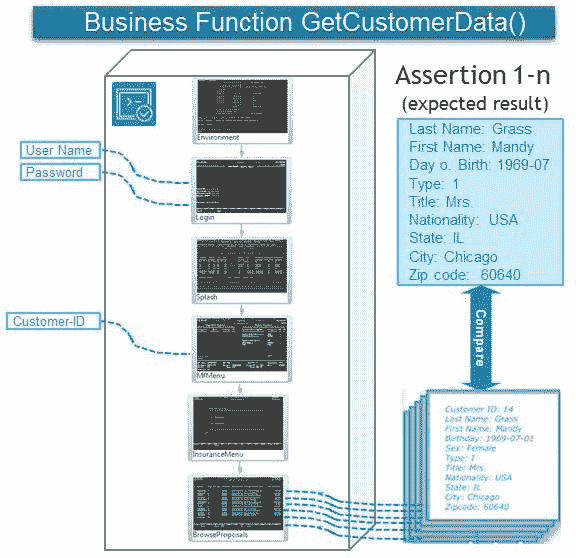 Business Function GetCustomerData()
Assertion 1-n
(expected result)
Last Name: Grass
First Name: Mandy
Day o. Birth: 1969-07
Type: 1
Title: Mrs.
Nationality: USA
State: IL
City: Chicago
Zip code: 60640
User Name
Password
Customer-ID
Environment
Login
Splash
MfMenu
InsuranceMenu
BrowseProposals
Compare
Customer ID: 14
Last Name: Grass
First Name: Mandy
Birthday: 1969-07-01
Sex: Female
Type: 1
Title: Mrs.
Nationality: USA
State: IL
City: Chicago
Zipcode: 60640